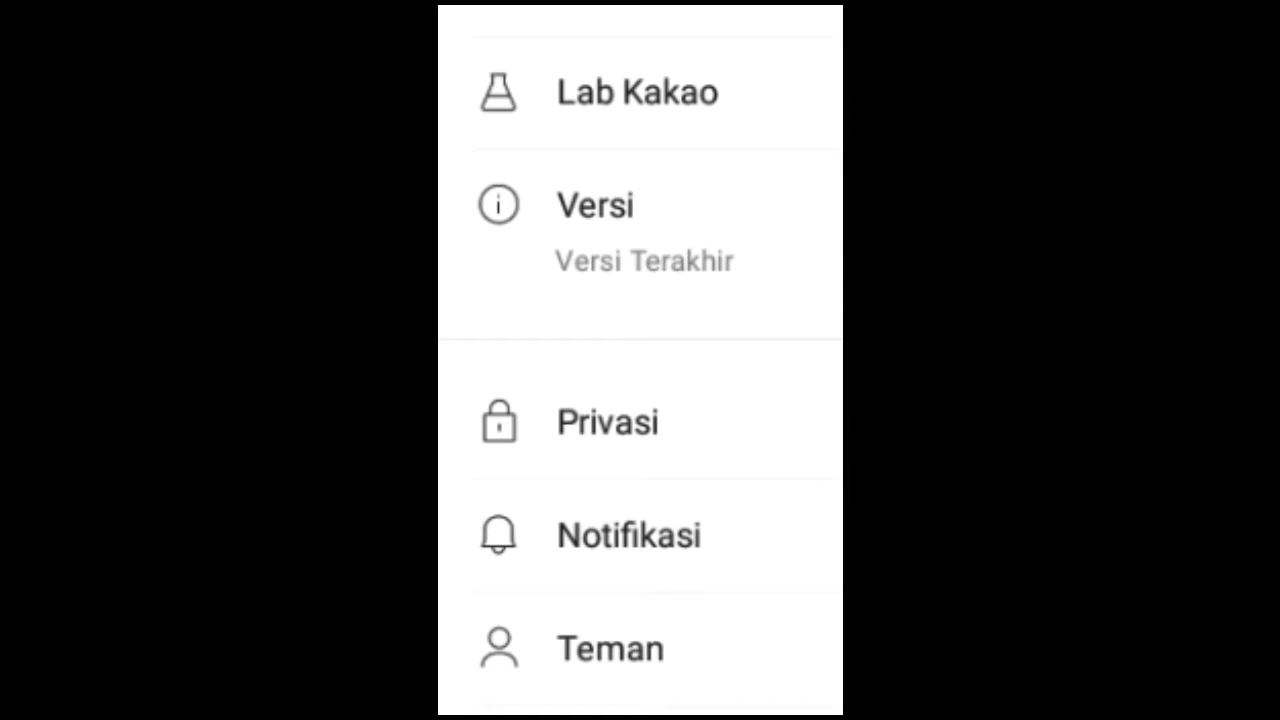 Lab Kakao
Versi
Versi Terakhir
Privasi
Notifikasi
Teman